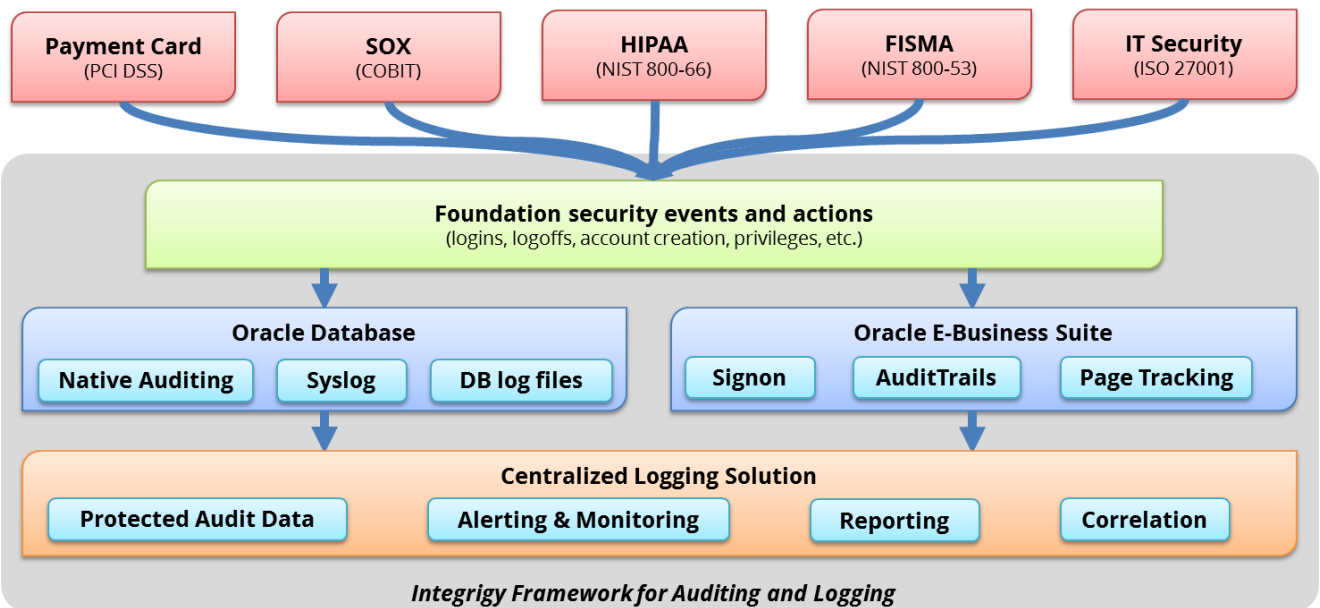 Payment Card
(PCI DSS)
SOX
(COBIT)
HIPAA
(NIST 800-66)
FISMA
(NIST 800-53)
IT Security
(ISO 27001)
Foundation security events and actions
(logins, logoffs, account creation, privileges, etc.)
Oracle Database
Native Auditing
Syslog
DB log files
Oracle E-Business Suite
Signon
AuditTrails
Page Tracking
Centralized Logging Solution
Protected Audit Data
Alerting & Monitoring
Reporting
Correlation
Integrigy Framework for Auditing and Logging